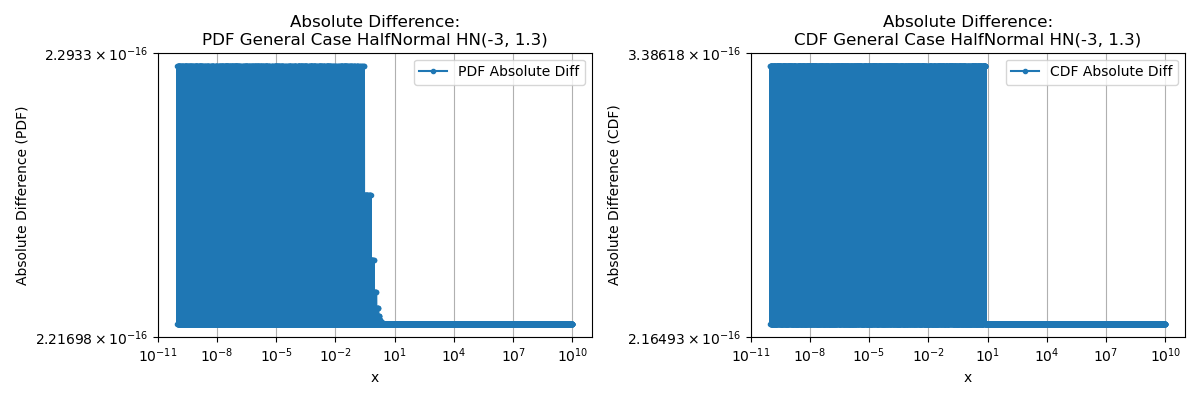 Absolute Difference:
PDF General Case HalfNormal HN(-3, 1.3)
2.2933 × 10⁻¹⁶
PDF Absolute Diff
Absolute Difference (PDF)
2.21698 × 10⁻¹⁶
10⁻¹¹ 10⁻⁸ 10⁻⁵ 10⁻² 10¹ 10⁴ 10⁷ 10¹⁰
x
Absolute Difference:
CDF General Case HalfNormal HN(-3, 1.3)
3.38618 × 10⁻¹⁶
CDF Absolute Diff
Absolute Difference (CDF)
2.16493 × 10⁻¹⁶
10⁻¹¹ 10⁻⁸ 10⁻⁵ 10⁻² 10¹ 10⁴ 10⁷ 10¹⁰
x